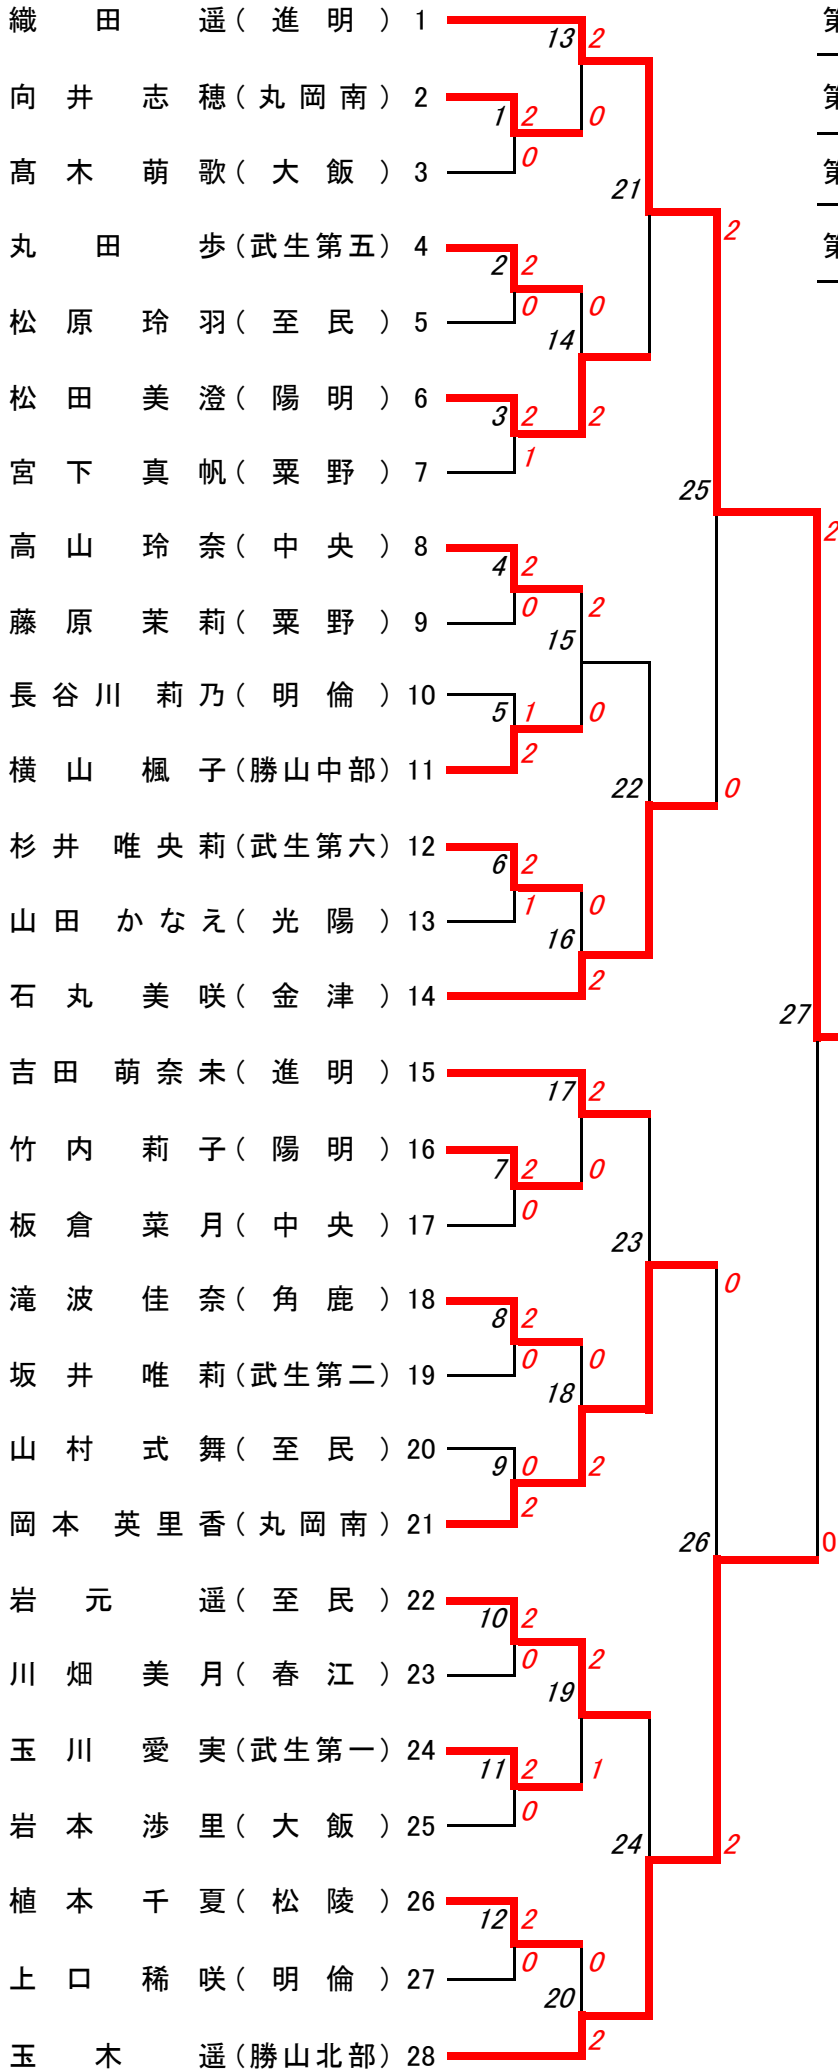 織田遥(進明) 1
13 2
向井志穂(丸岡南) 2
1 2 0
髙木萌歌(大飯) 3
0
21
丸田歩(武生第五) 4
2 2
2
松原玲羽(至民) 5
0 0
14
松田美澄(陽明) 6
3 2 2
宮下真帆(粟野) 7
1
25
高山玲奈(中央) 8
2
4 2
藤原茉莉(粟野) 9
0 2
15
長谷川莉乃(明倫) 10
5 1 0
横山楓子(勝山中部) 11
2
22 0
杉井唯央莉(武生第六) 12
6 2
山田かなえ(光陽) 13
1 0
16
石丸美咲(金津) 14
2
27
吉田萌奈未(進明) 15
17 2
竹内莉子(陽明) 16
7 2 0
板倉菜月(中央) 17
0
23
滝波佳奈(角鹿) 18
0
8 2
坂井唯莉(武生第二) 19
0 0
18
山村式舞(至民) 20
9 0 2
岡本英里香(丸岡南) 21
2
26 0
岩元遥(至民) 22
10 2
川畑美月(春江) 23
0 2
19
玉川愛実(武生第一) 24
11 2 1
岩本渉里(大飯) 25
0
24 2
植本千夏(松陵) 26
12 2
上口稀咲(明倫) 27
0 0
20
玉木遥(勝山北部) 28
2